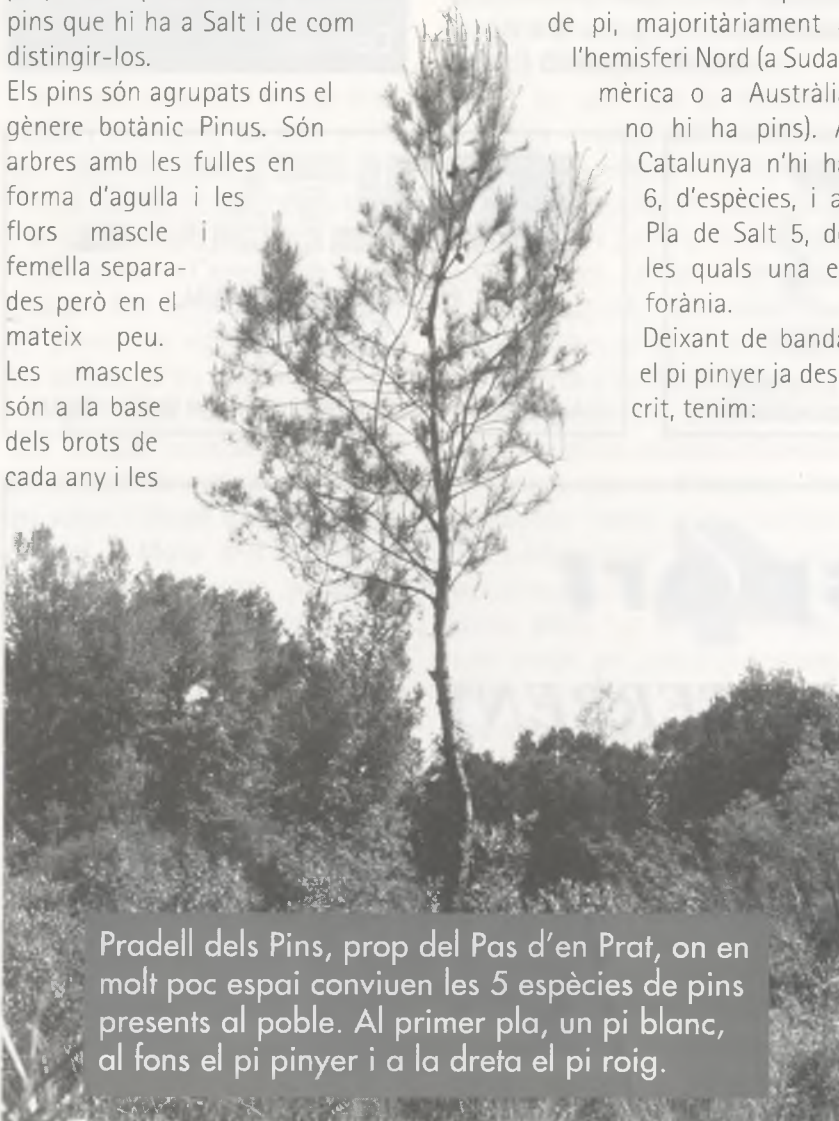 pins que hi ha a Salt i de com
distingir-los.
Els pins són agrupats dins el
gènere botànic Pinus. Són
arbres amb les fulles en
forma d'agulla i les
flors mascle i
femella separa-
des però en el
mateix peu.
Les mascles
són a la base
dels brots de
cada any i les
de pi, majoritàriament
l'hemisferi Nord (a Suda
mèrica o a Austràli
no hi ha pins).
Catalunya n'hi ha
6, d'espècies, i a
Pla de Salt 5, d
les quals una e
forània.
Deixant de banda
el pi pinyer ja des
crit, tenim:
Pradell dels Pins, prop del Pas d'en Prat, on en
molt poc espai conviuen les 5 espècies de pins
presents al poble. Al primer pla, un pi blanc,
al fons el pi pinyer i a la dreta el pi roig.